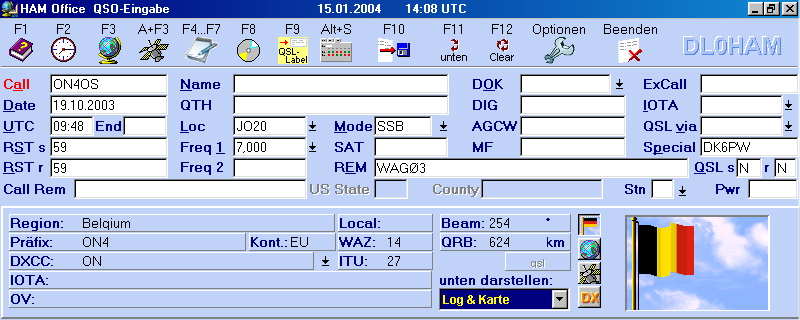 HAM Office QSO-Eingabe 15.01.2004 14:08 UTC
F1 F2 F3 A+F3 F4...F7 F8 F9 Alt+S F10 F11 F12 Optionen Beenden
QSL-Label unten Clear DL0HAM
Call ON4OS Name DOK ExCall
Date 19.10.2003 QTH DIG IOTA
UTC 09:48 End Loc JO20 Mode SSB AGCW QSL via
RST s 59 Freq 1 7,000 SAT MF Special DK6PW
RST r 59 Freq 2 REM WAGØ3 QSL s N r N
Call Rem US State County Stn Pwr
Region: Belgium Local: Beam: 254 °
Präfix: ON4 Kont.: EU WAZ: 14 QRB: 624 km
DXCC: ON ITU: 27 qsl
IOTA: unten darstellen:
OV: Log & Karte DX